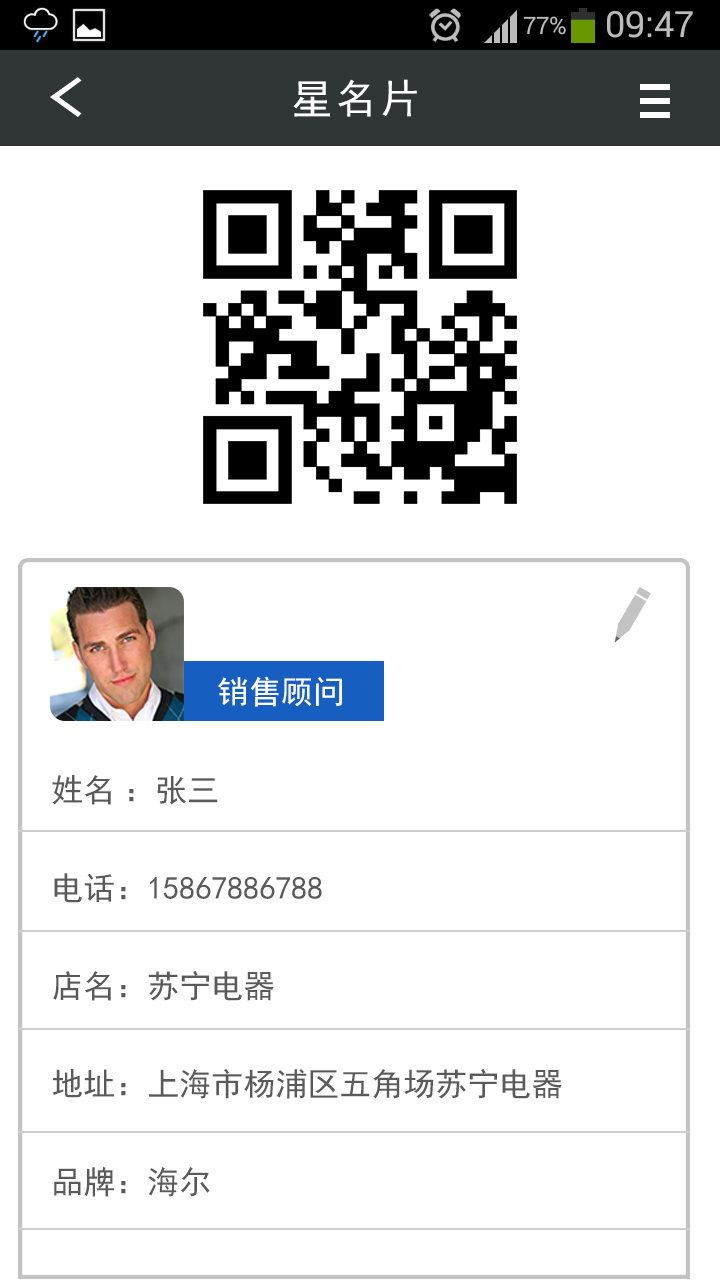 77% 09:47
星名片
销售顾问
姓名：张三
电话：15867886788
店名：苏宁电器
地址：上海市杨浦区五角场苏宁电器
品牌：海尔